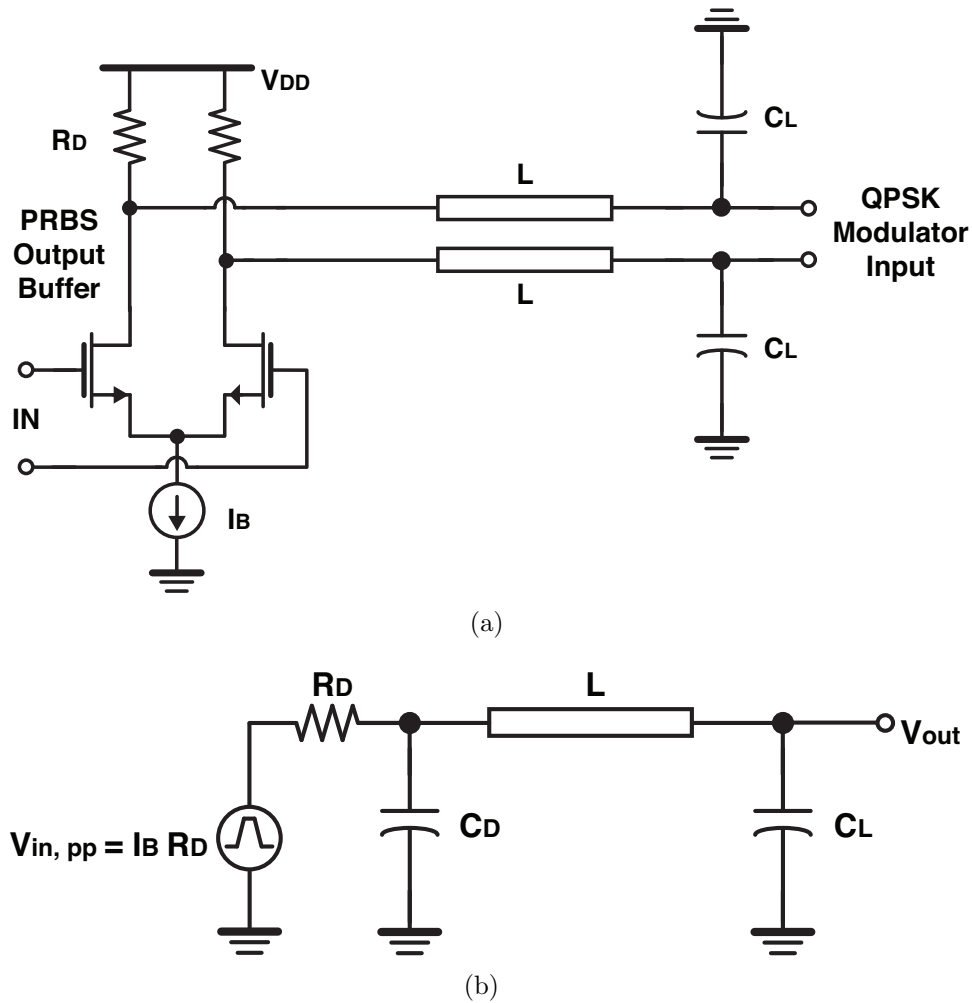 VDD
RD
CL
L
PRBS
Output
Buffer
QPSK
Modulator
Input
L
CL
IN
IB
(a)
RD
L
Vout
CD
CL
Vin, pp = IB RD
(b)